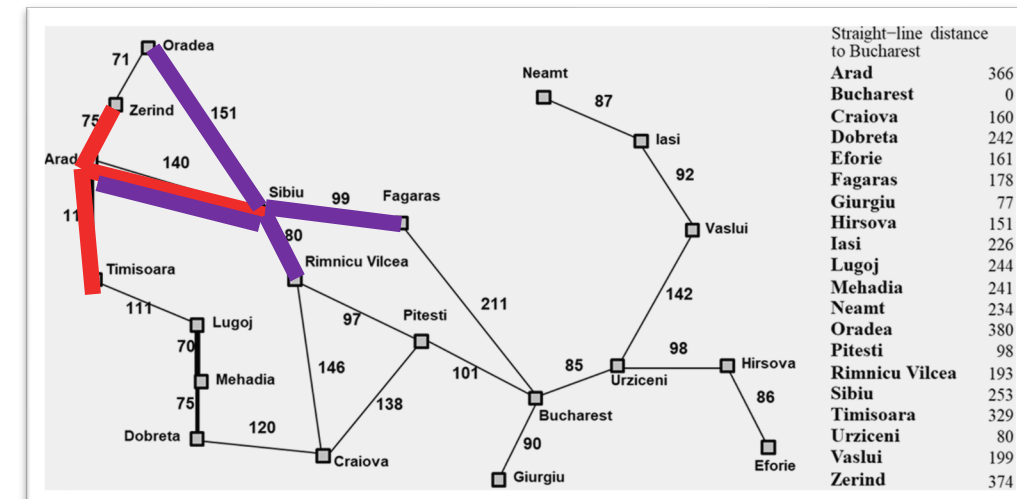 Oradea
71
Zerind
151
75
Arad
140
Sibiu
99
Fagaras
80
11
Rimnicu Vilcea
Timisoara
111
Lugoj
97
Pitesti
211
70
Mehadia
146
101
75
138
Dobreta
120
Craiova
Neamt
87
Iasi
92
Vaslui
142
98
Hirsova
85
Urziceni
86
Bucharest
90
Giurgiu
Eforie
Straight-line distance
to Bucharest
Arad 366
Bucharest 0
Craiova 160
Dobreta 242
Eforie 161
Fagaras 178
Giurgiu 77
Hirsova 151
Iasi 226
Lugoj 244
Mehadia 241
Neamt 234
Oradea 380
Pitesti 98
Rimnicu Vilcea 193
Sibiu 253
Timisoara 329
Urziceni 80
Vaslui 199
Zerind 374